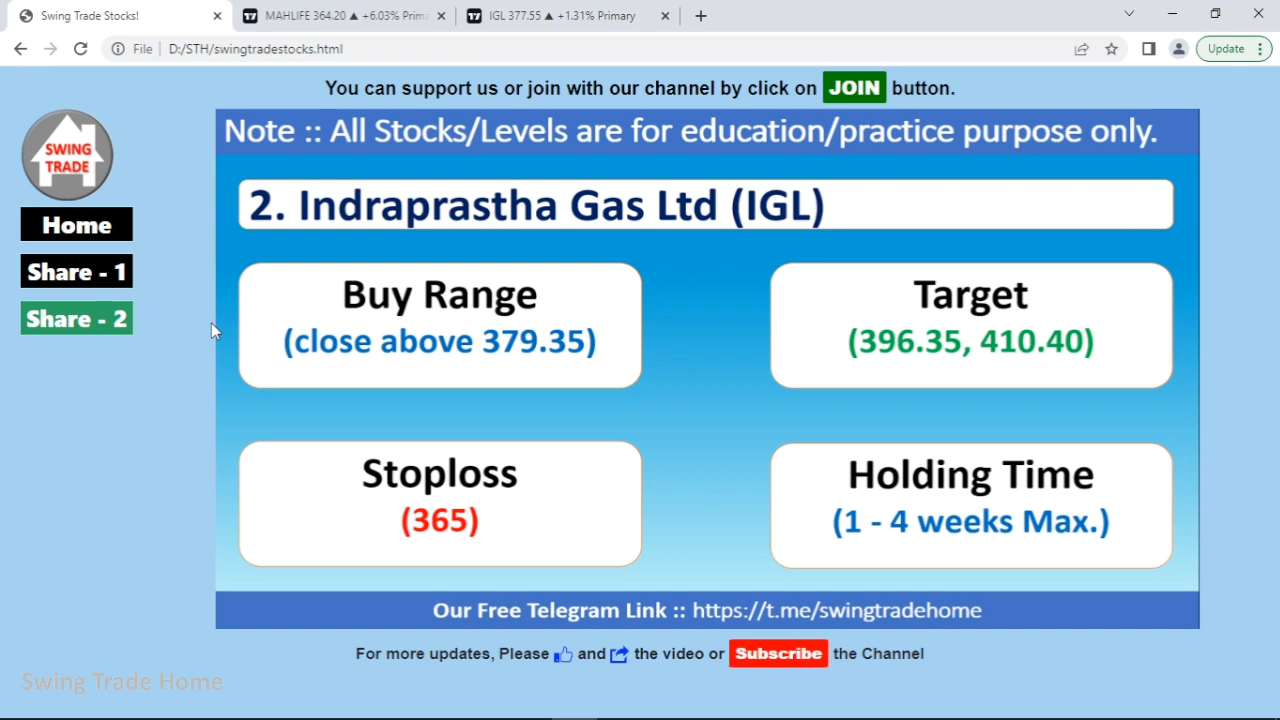 Swing Trade Stocks!
MAHLIFE 364.20 ▲ +6.03% Prima
IGL 377.55 ▲ +1.31% Primary
File
D:/STH/swingtradestocks.html
Update
You can support us or join with our channel by click on JOIN button.
SWING
TRADE
Home
Share - 1
Share - 2
Note :: All Stocks/Levels are for education/practice purpose only.
2. Indraprastha Gas Ltd (IGL)
Buy Range
(close above 379.35)
Target
(396.35, 410.40)
Stoploss
(365)
Holding Time
(1 - 4 weeks Max.)
Our Free Telegram Link :: https://t.me/swingtradehome
For more updates, Please and the video or Subscribe the Channel
Swing Trade Home